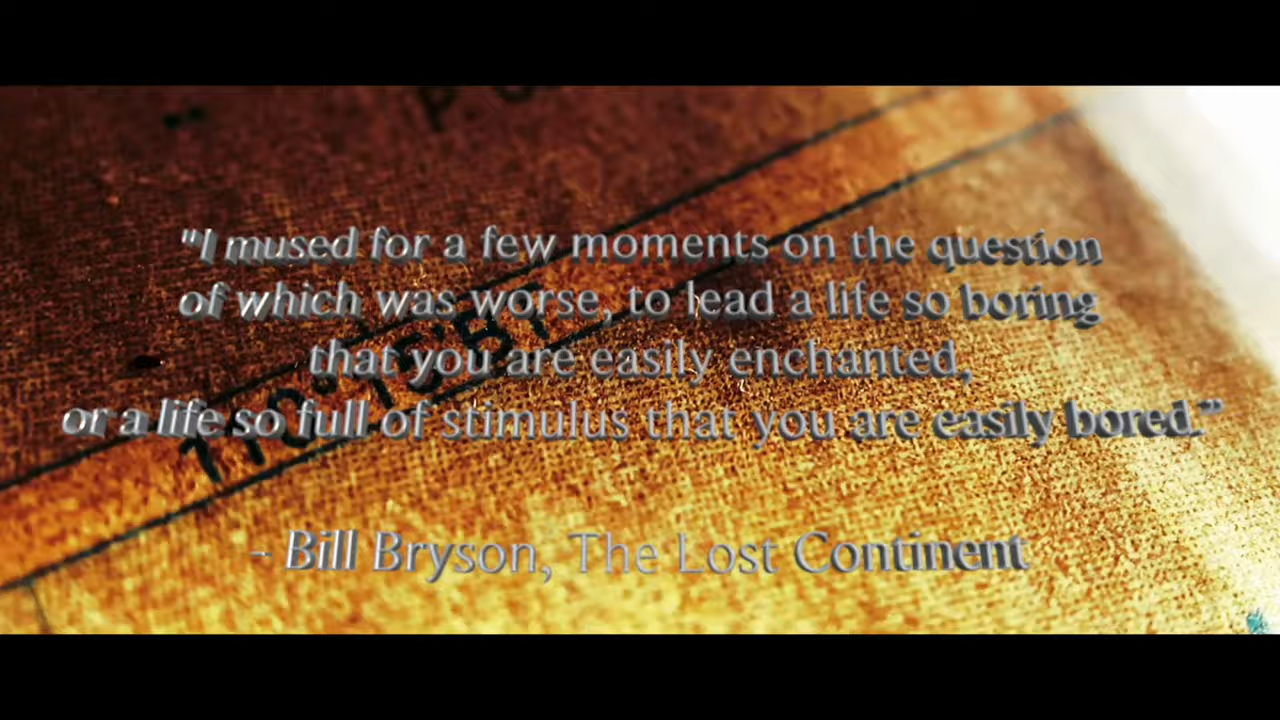 "I mused for a few moments on the question
of which was worse, to lead a life so boring
that you are easily enchanted,
or a life so full of stimulus that you are easily bored.”
– Bill Bryson, The Lost Continent